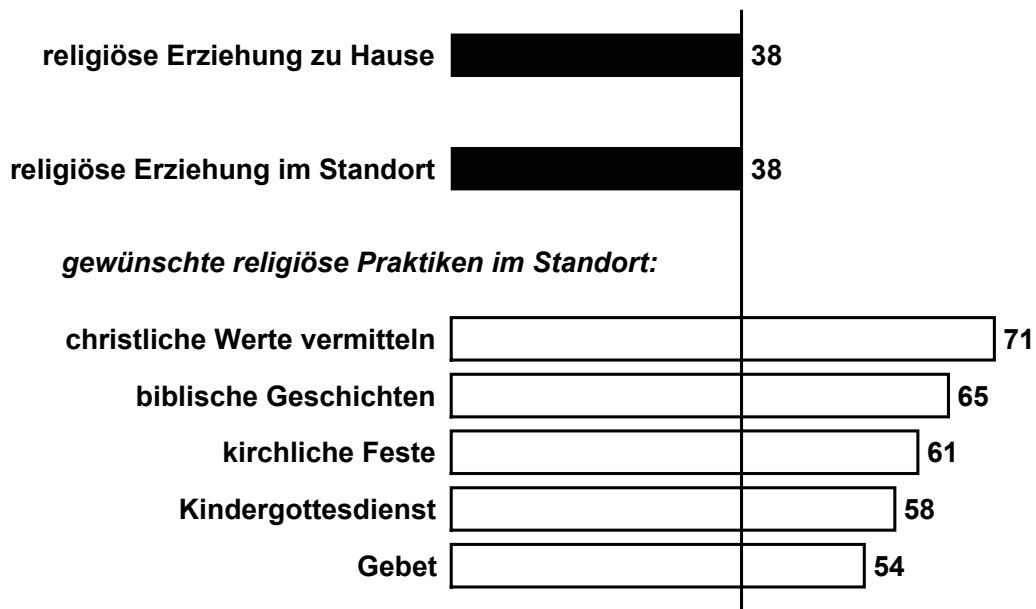 religiöse Erziehung zu Hause 38
religiöse Erziehung im Standort 38
gewünschte religiöse Praktiken im Standort:
christliche Werte vermitteln 71
biblische Geschichten 65
kirchliche Feste 61
Kindergottesdienst 58
Gebet 54